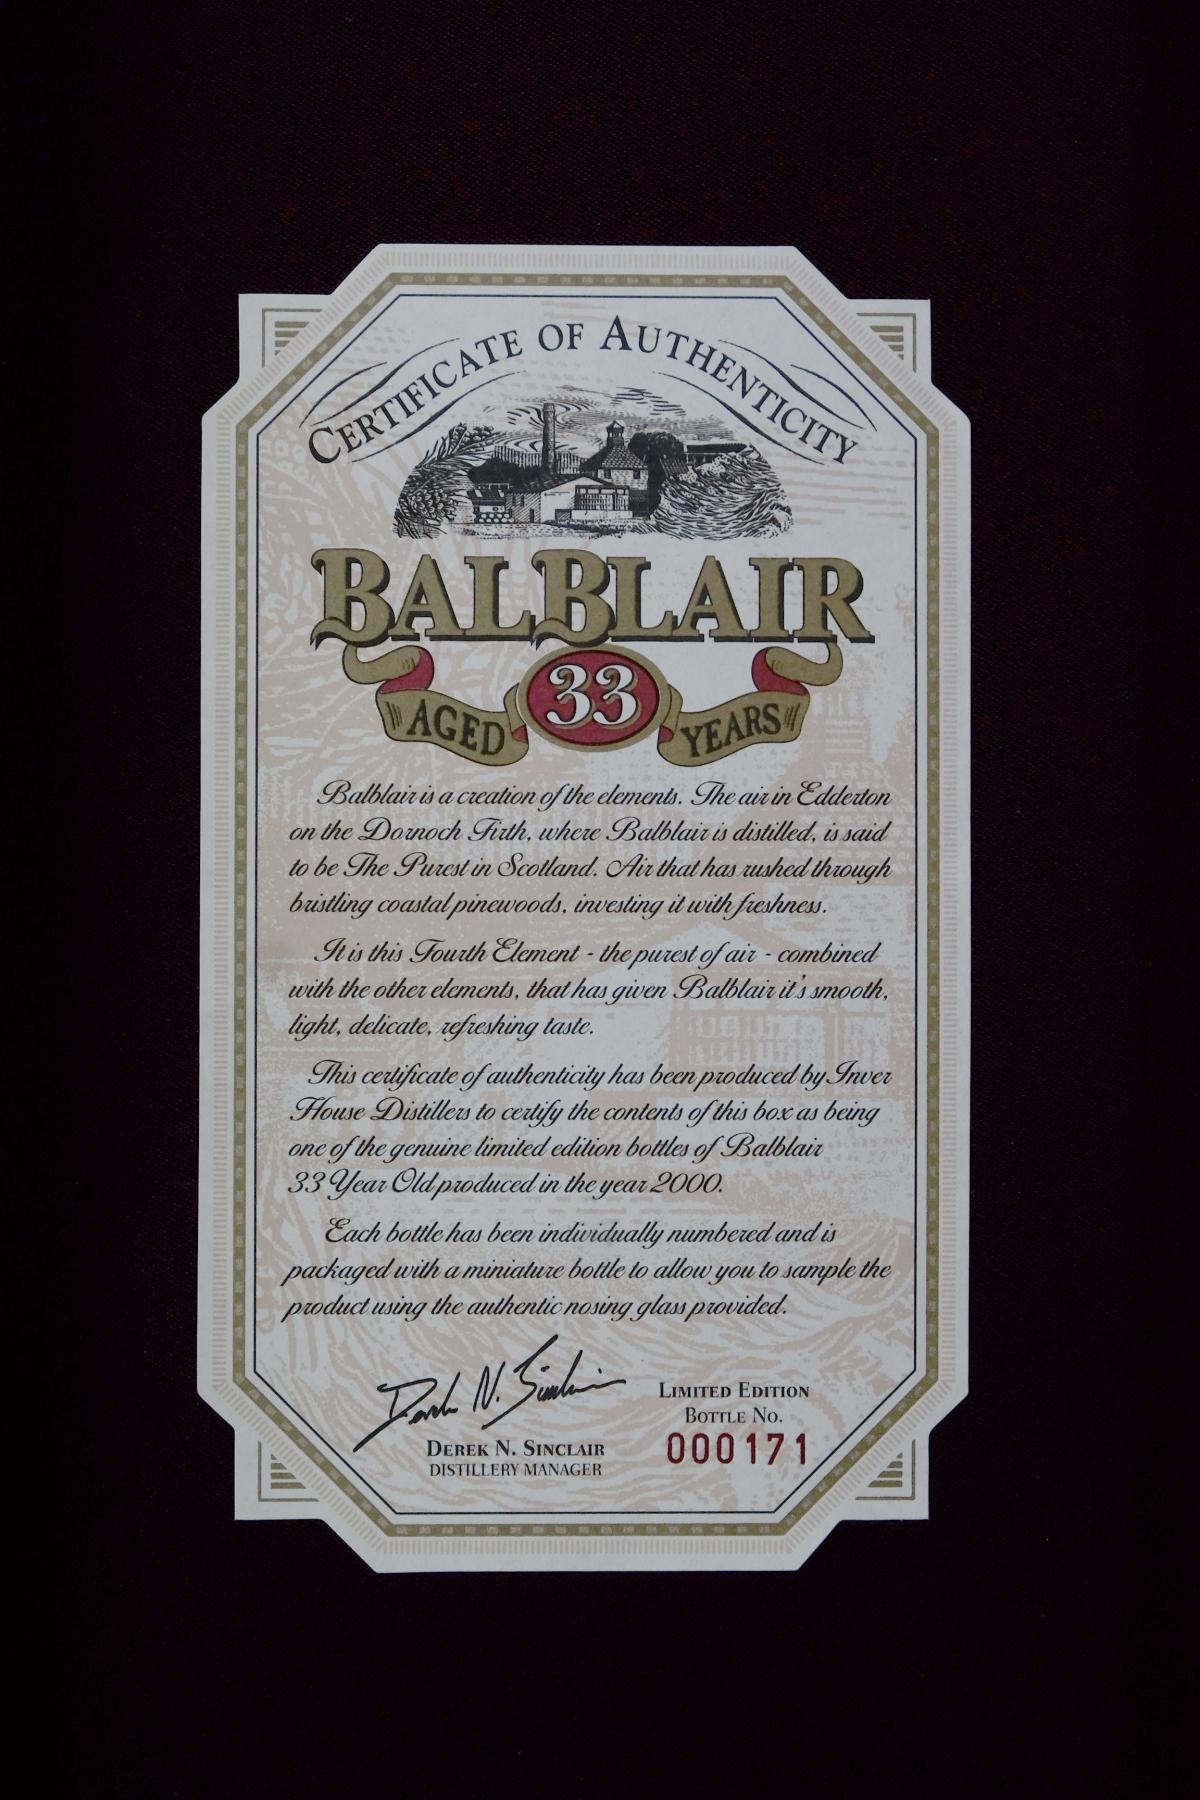 CERTIFICATE OF AUTHENTICITY
BALBLAIR
AGED 33 YEARS
Balblair is a creation of the elements. The air in Edderton
on the Dornoch Firth, where Balblair is distilled, is said
to be The Purest in Scotland. Air that has rushed through
bristling coastal pinewoods, investing it with freshness.
It is this Fourth Element - the purest of air - combined
with the other elements, that has given Balblair it's smooth,
light, delicate, refreshing taste.
This certificate of authenticity has been produced by Inver
House Distillers to certify the contents of this box as being
one of the genuine limited edition bottles of Balblair
33 Year Old produced in the year 2000.
Each bottle has been individually numbered and is
packaged with a miniature bottle to allow you to sample the
product using the authentic nosing glass provided.
Derek N. Sinclair
DEREK N. SINCLAIR
DISTILLERY MANAGER
LIMITED EDITION
BOTTLE NO.
000171